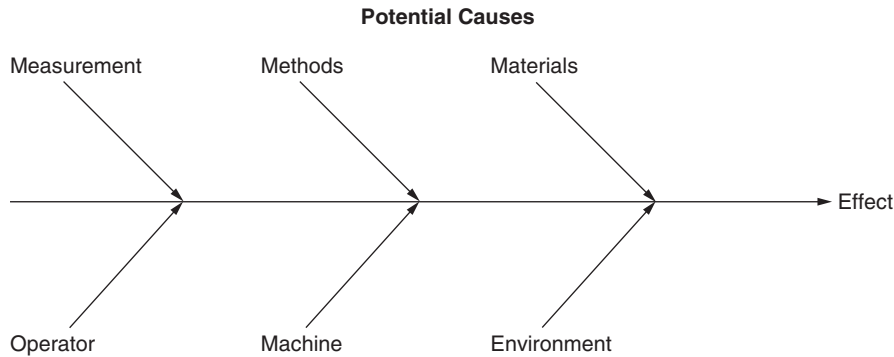 Potential Causes
Measurement
Methods
Materials
Effect
Operator
Machine
Environment